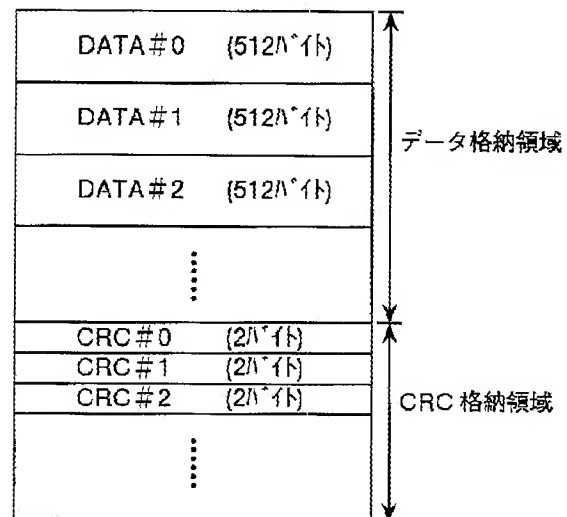 DATA#0 (512ﾊﾞｲﾄ)
DATA#1 (512ﾊﾞｲﾄ)
データ格納領域
DATA#2 (512ﾊﾞｲﾄ)
CRC#0 (2ﾊﾞｲﾄ)
CRC#1 (2ﾊﾞｲﾄ)
CRC#2 (2ﾊﾞｲﾄ)
CRC 格納領域